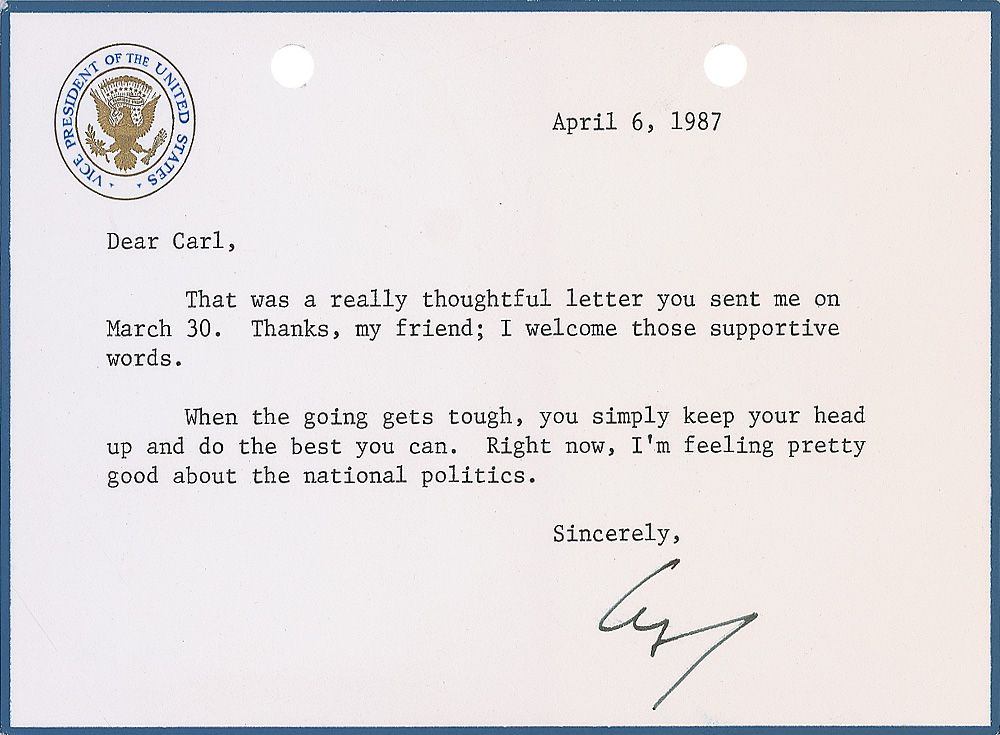 VICE PRESIDENT OF THE UNITED STATES
April 6, 1987
Dear Carl,
That was a really thoughtful letter you sent me on
March 30. Thanks, my friend; I welcome those supportive
words.
When the going gets tough, you simply keep your head
up and do the best you can. Right now, I'm feeling pretty
good about the national politics.
Sincerely,